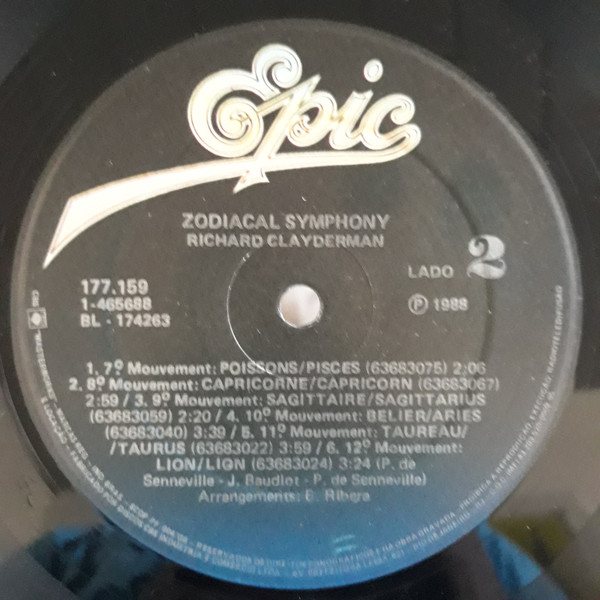 Epic
ZODIACAL SYMPHONY
RICHARD CLAYDERMAN
LADO 2
177.159
1-465688
BL - 174263
Ⓟ 1988
1. 7º Mouvement: POISSONS/PISCES (63683075) 2:06
2. 8º Mouvement: CAPRICORNE/CAPRICORN (63683067)
2:59 / 3. 9º Mouvement: SAGITTAIRE/SAGITTARIUS
(63683059) 2:20 / 4. 10º Mouvement: BELIER/ARIES
(63683040) 3:39 / 5. 11º Mouvement: TAUREAU/
/TAURUS (63683022) 3:59 / 6. 12º Mouvement:
LION/LIGN (63683024) 3:24 (P. de
Senneville - J. Baudlot - P. de Senneville)
Arrangements: B. Ribera